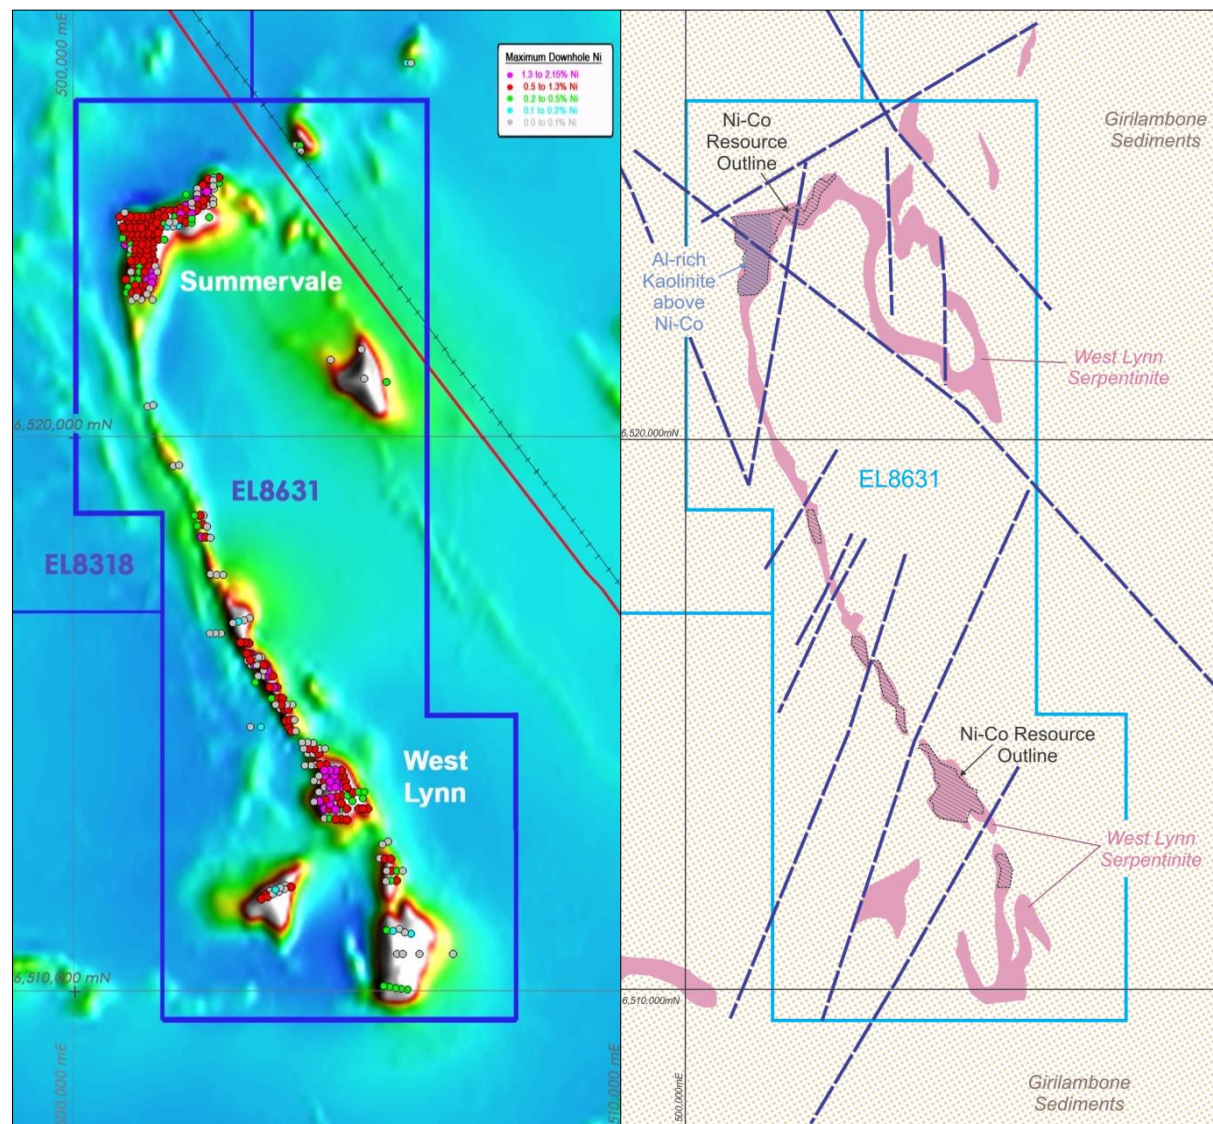 500,000 mE
Maximum Downhole Ni
1.3 to 2.15% Ni
0.5 to 1.3% Ni
0.2 to 0.5% Ni
0.1 to 0.2% Ni
0.0 to 0.1% Ni
Summervale
6,520,000 mN
EL8631
EL8318
West
Lynn
6,510,000 mN
500,000 mE
510,000 mE
Ni-Co
Resource
Outline
Girilambone
Sediments
Al-rich
Kaolinite
above
Ni-Co
West Lynn
Serpentinite
6,520,000mN
EL8631
Ni-Co Resource
Outline
West Lynn
Serpentinite
6,510,000mN
500,000mE
Girilambone
Sediments